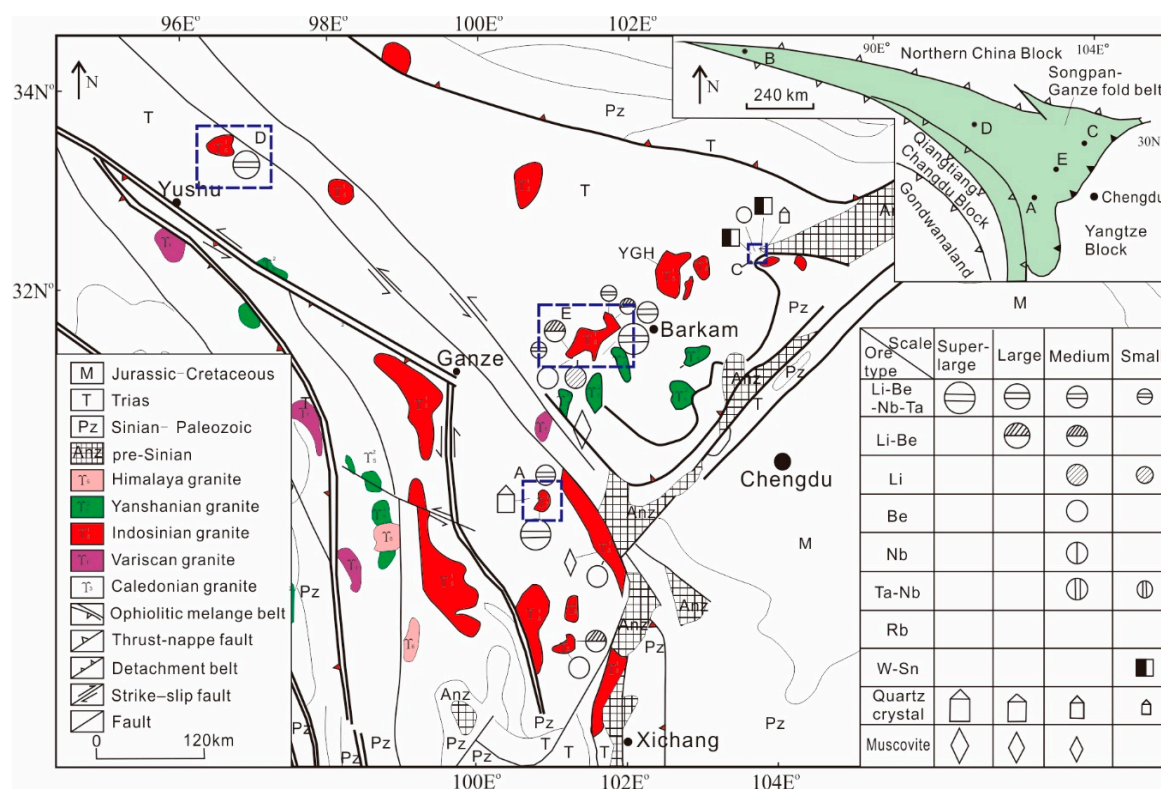 96E° 98E° 100E° 102E°
34N°
32N°
N
T
D
Yushu
Pz
T
T
YGH
C
E
Barkam
Ganze
Pz
Anz
Pz
T
A
Chengdu
Anz
M
Anz
Anz
Pz
Anz
Pz
Pz
Pz
Pz
Pz
T
T
T
Xichang
M
100E° 102E° 104E°
90E° 104E°
Northern China Block
B
N
240 km
Songpan-
Ganze fold belt
30N°
D
C
E
A
Qiangtiang
Changdu Block
Gondwanaland
Chengdu
Yangtze
Block
M Jurassic-Cretaceous
T Trias
Pz Sinian- Paleozoic
Anz pre-Sinian
Himalaya granite
Yanshanian granite
Indosinian granite
Variscan granite
Caledonian granite
Ophiolitic melange belt
Thrust-nappe fault
Detachment belt
Strike-slip fault
Fault
0 120km
Scale
Ore
type
Super-
large
Large
Medium
Small
Li-Be
-Nb-Ta
Li-Be
Li
Be
Nb
Ta-Nb
Rb
W-Sn
Quartz
crystal
Muscovite